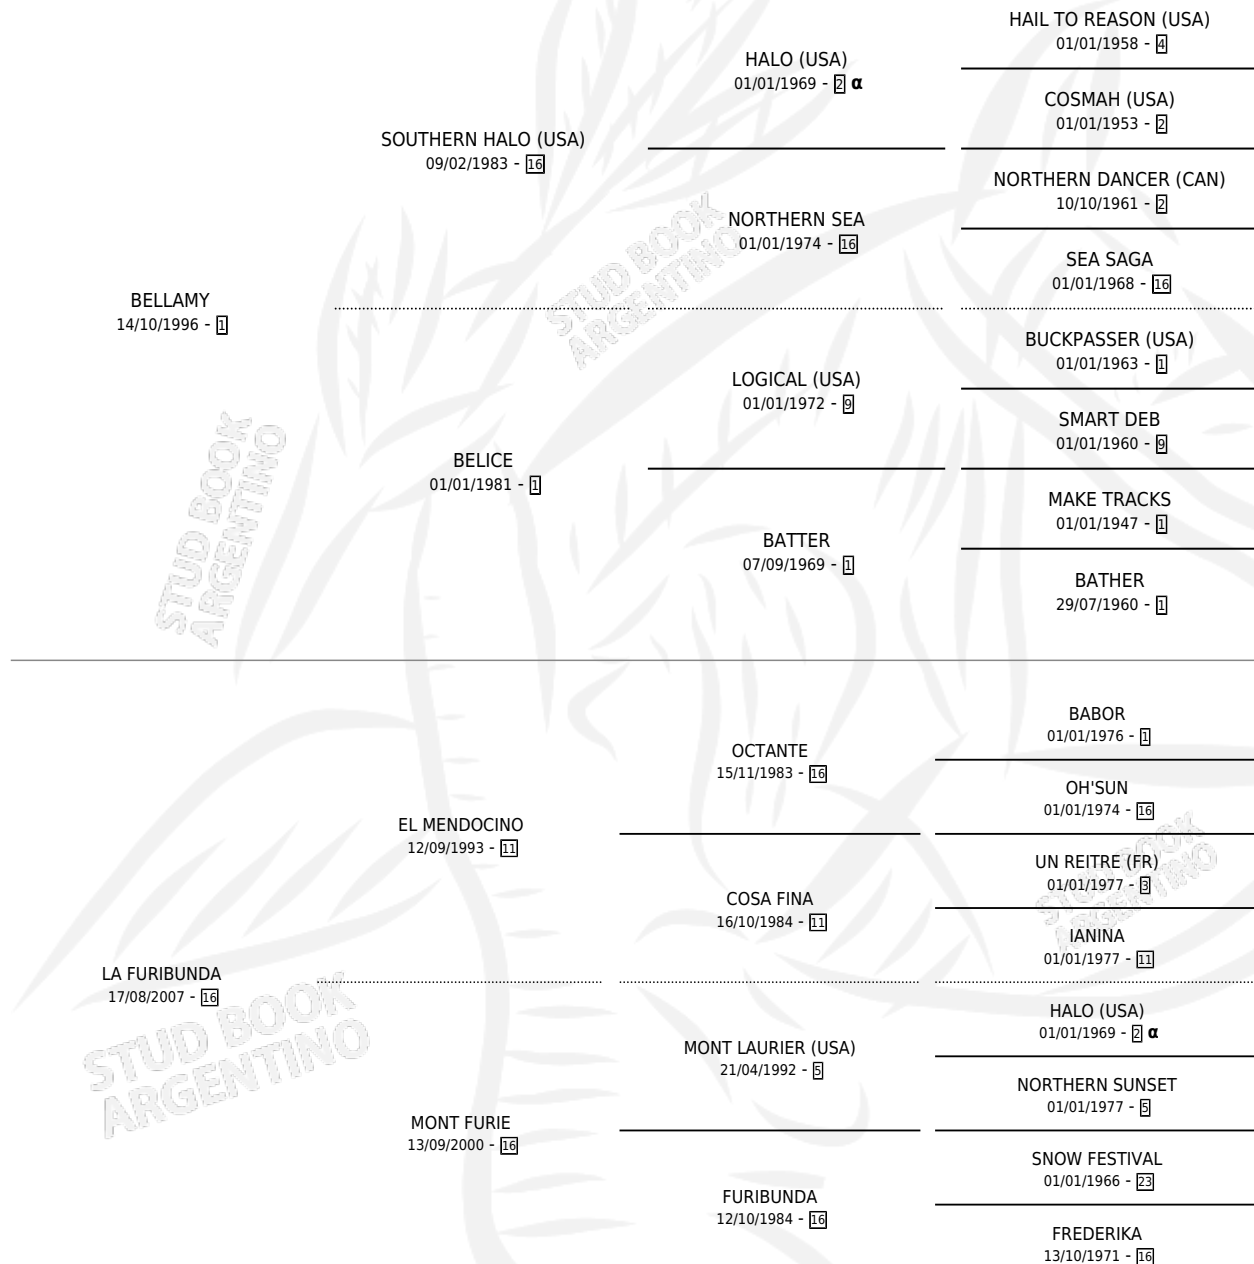 HAIL TO REASON (USA)
01/01/1958 - 4
HALO (USA)
01/01/1969 - 2 α
COSMAH (USA)
01/01/1953 - 2
SOUTHERN HALO (USA)
09/02/1983 - 16
NORTHERN DANCER (CAN)
10/10/1961 - 2
NORTHERN SEA
01/01/1974 - 16
SEA SAGA
01/01/1968 - 16
BELLAMY
14/10/1996 - 1
BUCKPASSER (USA)
01/01/1963 - 1
LOGICAL (USA)
01/01/1972 - 9
SMART DEB
01/01/1960 - 9
BELICE
01/01/1981 - 1
MAKE TRACKS
01/01/1947 - 1
BATTER
07/09/1969 - 1
BATHER
29/07/1960 - 1
BABOR
01/01/1976 - 1
OCTANTE
15/11/1983 - 16
OH'SUN
01/01/1974 - 16
EL MENDOCINO
12/09/1993 - 11
UN REITRE (FR)
01/01/1977 - 3
COSA FINA
16/10/1984 - 11
IANINA
01/01/1977 - 11
LA FURIBUNDA
17/08/2007 - 16
HALO (USA)
01/01/1969 - 2 α
MONT LAURIER (USA)
21/04/1992 - 5
NORTHERN SUNSET
01/01/1977 - 5
MONT FURIE
13/09/2000 - 16
SNOW FESTIVAL
01/01/1966 - 23
FURIBUNDA
12/10/1984 - 16
FREDERIKA
13/10/1971 - 16
STUD BOOK
ARGENTINO
STUD BOOK
ARGENTINO
STUD BOOK
ARGENTINO
STUD BOOK
ARGENTINO